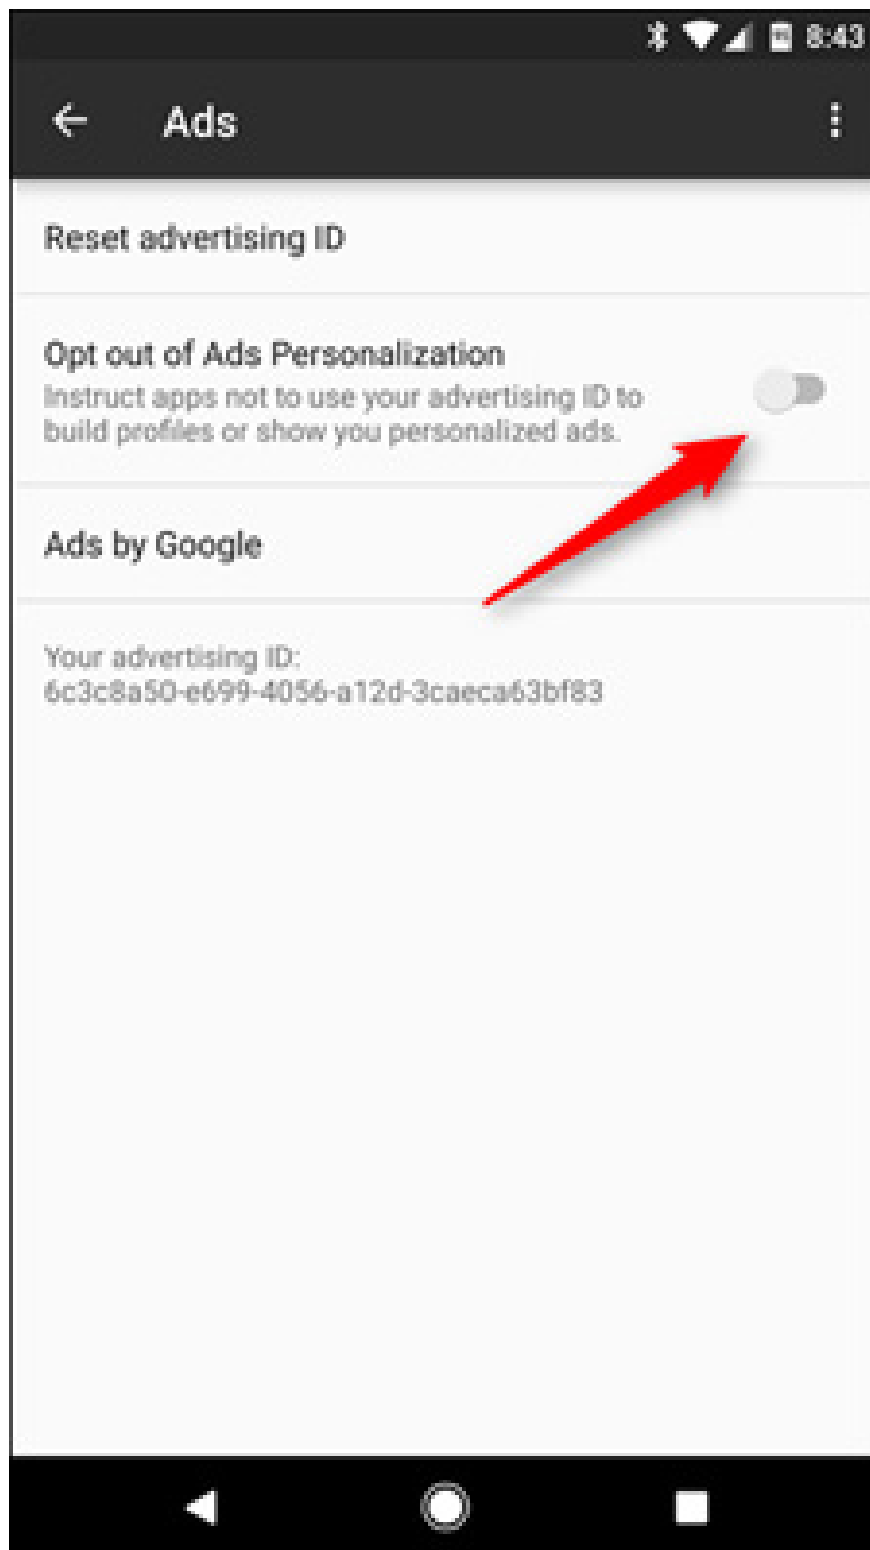 8:43
Ads
Reset advertising ID
Opt out of Ads Personalization
Instruct apps not to use your advertising ID to
build profiles or show you personalized ads.
Ads by Google
Your advertising ID:
6c3c8a50-e699-4056-a12d-3caeca63bf83